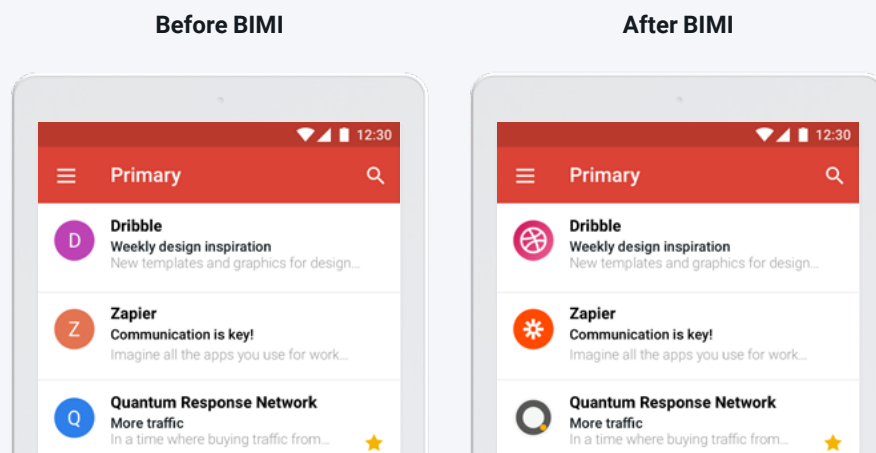 Before BIMI
12:30
Primary
D
Dribble
Weekly design inspiration
New templates and graphics for design...
Z
Zapier
Communication is key!
Imagine all the apps you use for work...
Q
Quantum Response Network
More traffic
In a time where buying traffic from...
After BIMI
12:30
Primary
Dribble
Weekly design inspiration
New templates and graphics for design...
Zapier
Communication is key!
Imagine all the apps you use for work...
Quantum Response Network
More traffic
In a time where buying traffic from...